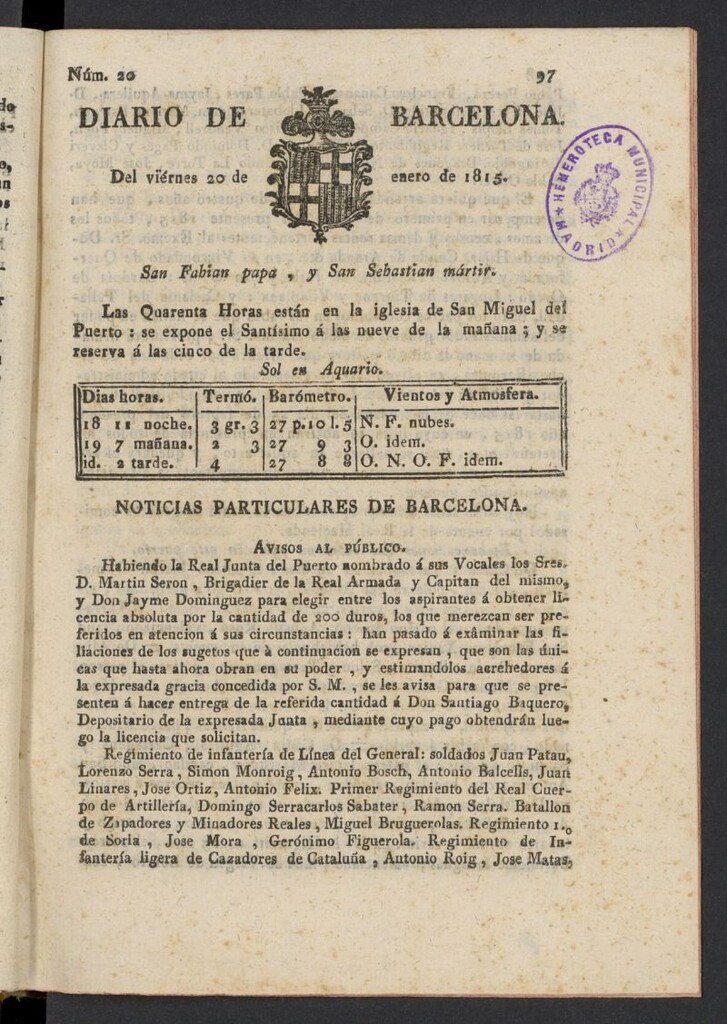 Núm. 20 97
DIARIO DE BARCELONA.
Del viérnes 20 de enero de 1815.
HEMEROTECA MUNICIPAL
★ MADRID ★
San Fabian papa, y San Sebastian mártir.
Las Quarenta Horas están en la iglesia de San Miguel del
Puerto : se expone el Santísimo á las nueve de la mañana ; y se
reserva á las cinco de la tarde.
Sol en Aquario.
Dias horas. Termó. Barómetro. Vientos y Atmosfera.
18 11 noche. 3 gr. 3 27 p. 10 l. 5 N. F. nubes.
19 7 mañana. 2 3 27 9 3 O. idem.
id. 2 tarde. 4 27 8 8 O. N. O. F. idem.
NOTICIAS PARTICULARES DE BARCELONA.
AVISOS AL PÚBLICO.
Habiendo la Real Junta del Puerto nombrado á sus Vocales los Sres.
D. Martin Seron , Brigadier de la Real Armada y Capitan del mismo,
y Don Jayme Dominguez para elegir entre los aspirantes á obtener li-
cencia absoluta por la cantidad de 200 duros, los que merezcan ser pre-
feridos en atencion á sus circunstancias : han pasado á exâminar las fi-
liaciones de los sugetos que à continuacion se expresan , que son las úni-
cas que hasta ahora obran en su poder , y estimandolos acrehedores á
la expresada gracia concedida por S. M. , se les avisa para que se pre-
senten á hacer entrega de la referida cantidad á Don Santiago Baquero,
Depositario de la expresada Junta , mediante cuyo pago obtendrán lue-
go la licencia que solicitan.
Regimiento de infantería de Línea del General: soldados Juan Patau,
Lorenzo Serra , Simon Monroig , Antonio Bosch, Antonio Balcells, Juan
Linares , Jose Ortiz, Antonio Felix. Primer Regimiento del Real Cuer-
po de Artillería, Domingo Serracarlos Sabater , Ramon Serra. Batallon
de Zapadores y Minadores Reales , Miguel Bruguerolas. Regimiento 1.o
de Soria , Jose Mora , Gerónimo Figuerola. Regimiento de In-
fantería ligera de Cazadores de Cataluña , Antonio Roig , Jose Matas,